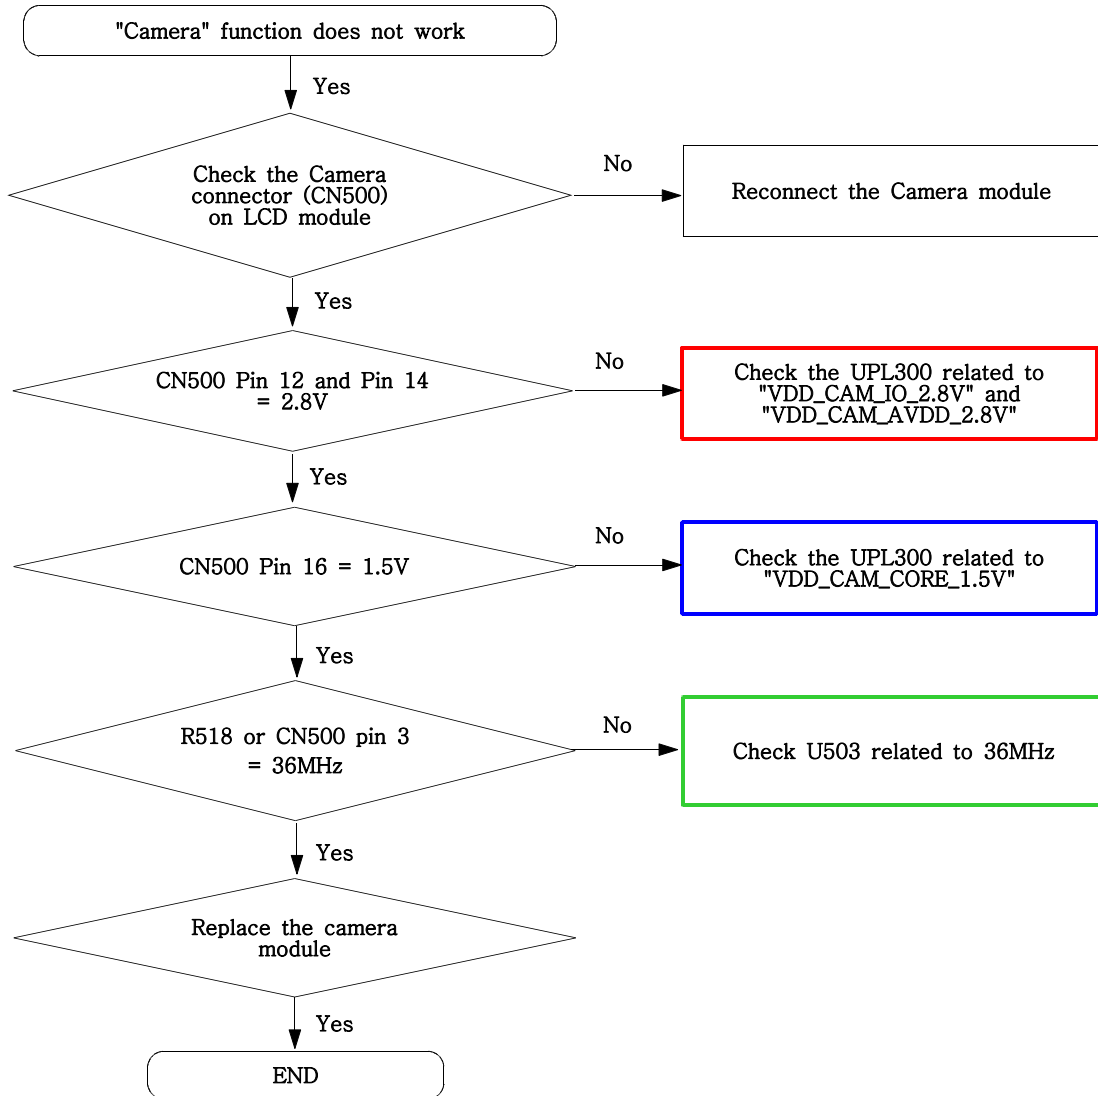 "Camera" function does not work
Yes
Check the Camera
connector (CN500)
on LCD module
No
Reconnect the Camera module
Yes
CN500 Pin 12 and Pin 14
= 2.8V
No
Check the UPL300 related to
"VDD_CAM_IO_2.8V" and
"VDD_CAM_AVDD_2.8V"
Yes
CN500 Pin 16 = 1.5V
No
Check the UPL300 related to
"VDD_CAM_CORE_1.5V"
Yes
R518 or CN500 pin 3
= 36MHz
No
Check U503 related to 36MHz
Yes
Replace the camera
module
Yes
END